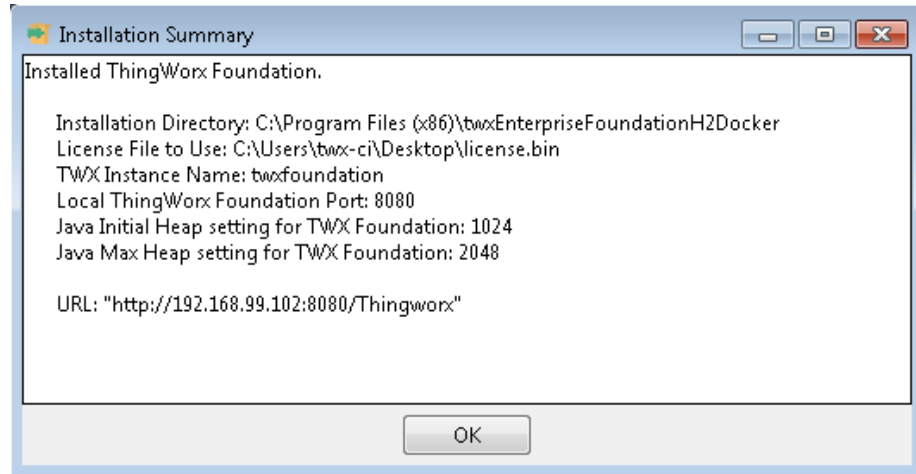 Installation Summary
Installed ThingWorx Foundation.
Installation Directory: C:\Program Files (x86)\twxEnterpriseFoundationH2Docker
License File to Use: C:\Users\twx-ci\Desktop\license.bin
TWX Instance Name: twxfoundation
Local ThingWorx Foundation Port: 8080
Java Initial Heap setting for TWX Foundation: 1024
Java Max Heap setting for TWX Foundation: 2048
URL: "http://192.168.99.102:8080/Thingworx"
OK